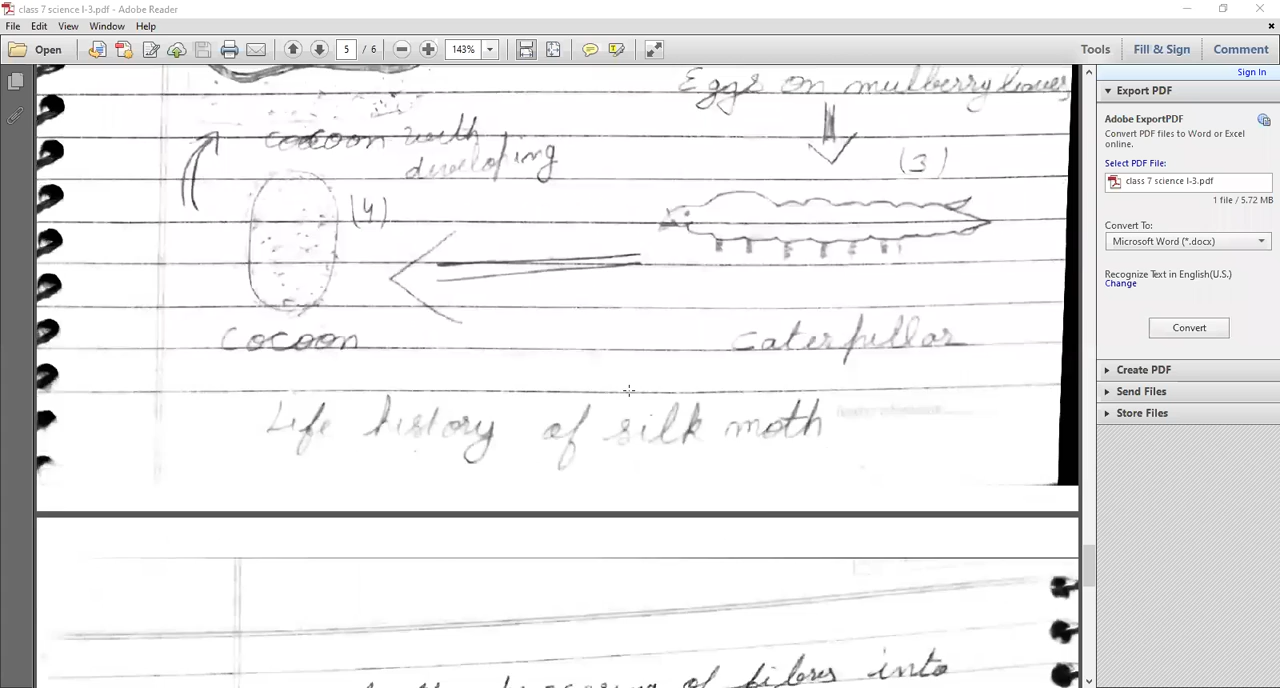 class 7 science I-3.pdf - Adobe Reader
File Edit View Window Help
Open 5 / 6 143% Tools Fill & Sign Comment
Sign In
Export PDF
Adobe ExportPDF
Convert PDF files to Word or Excel
online.
Select PDF File:
class 7 science I-3.pdf
1 file / 5.72 MB
Convert To:
Microsoft Word (*.docx)
Recognize Text in English(U.S.)
Change
Convert
Create PDF
Send Files
Store Files
Eggs on mulberry leaves
cocoon with
developing
(3)
(4)
Cocoon
Caterpillar
Life history of silk moth
of fibres into